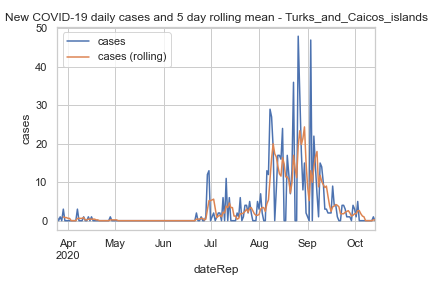 New COVID-19 daily cases and 5 day rolling mean - Turks_and_Caicos_islands
50
40
30
20
10
0
cases
cases
cases (rolling)
Apr
2020
May
Jun
Jul
Aug
Sep
Oct
dateRep